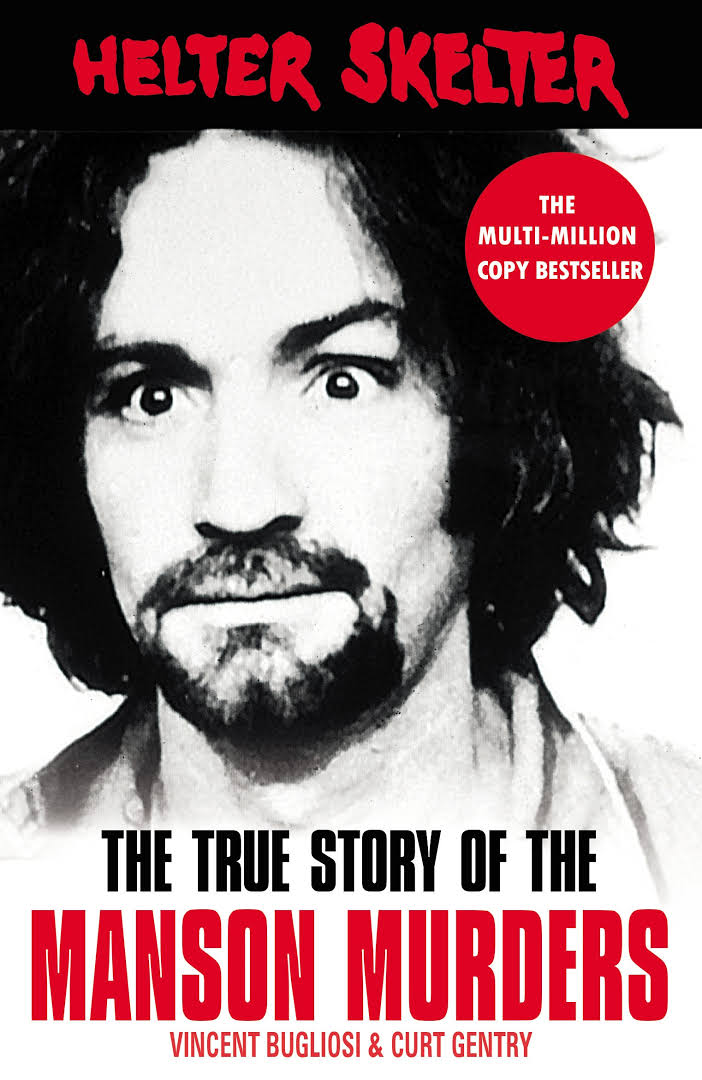 HELTER SKELTER
THE
MULTI-MILLION
COPY BESTSELLER
THE TRUE STORY OF THE
MANSON MURDERS
VINCENT BUGLIOSI & CURT GENTRY